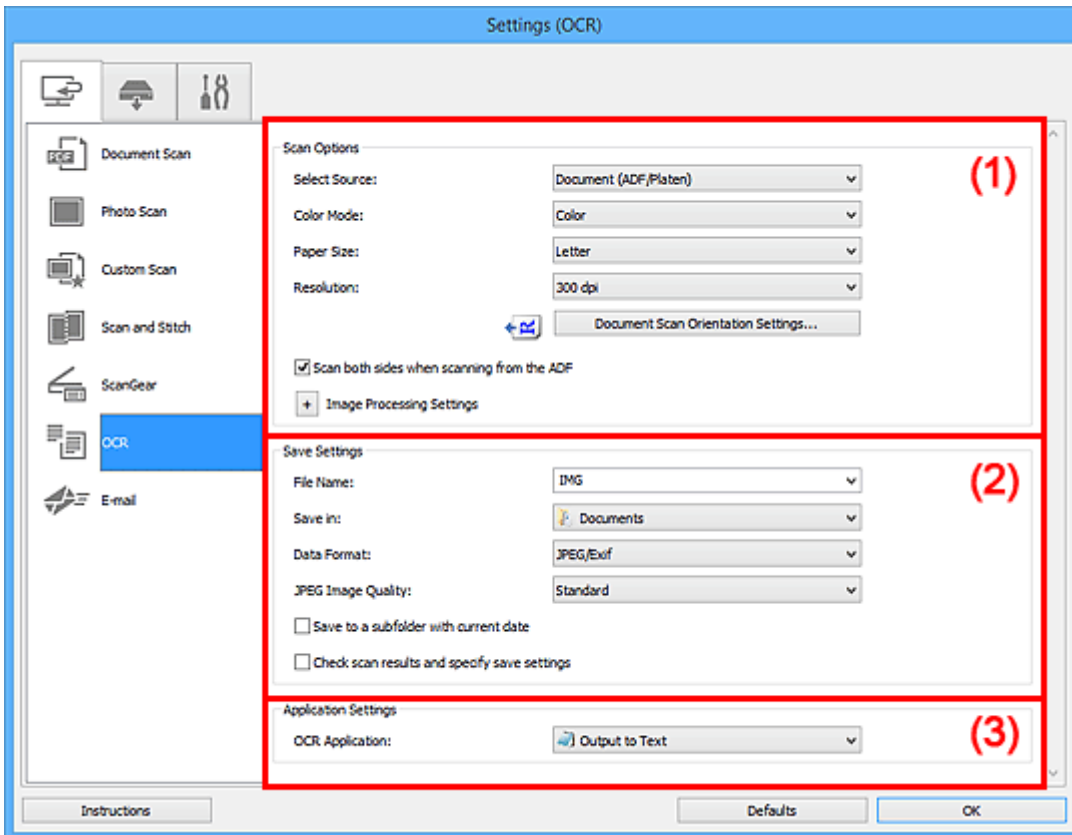 Settings (OCR)
Document Scan
Photo Scan
Custom Scan
Scan and Stitch
ScanGear
OCR
E-mail
Scan Options
(1)
Select Source: Document (ADF/Platen)
Color Mode: Color
Paper Size: Letter
Resolution: 300 dpi
R Document Scan Orientation Settings...
Scan both sides when scanning from the ADF
+ Image Processing Settings
Save Settings
(2)
File Name: IMG
Save in: Documents
Data Format: JPEG/Exif
JPEG Image Quality: Standard
Save to a subfolder with current date
Check scan results and specify save settings
Application Settings
(3)
OCR Application: Output to Text
Instructions Defaults OK